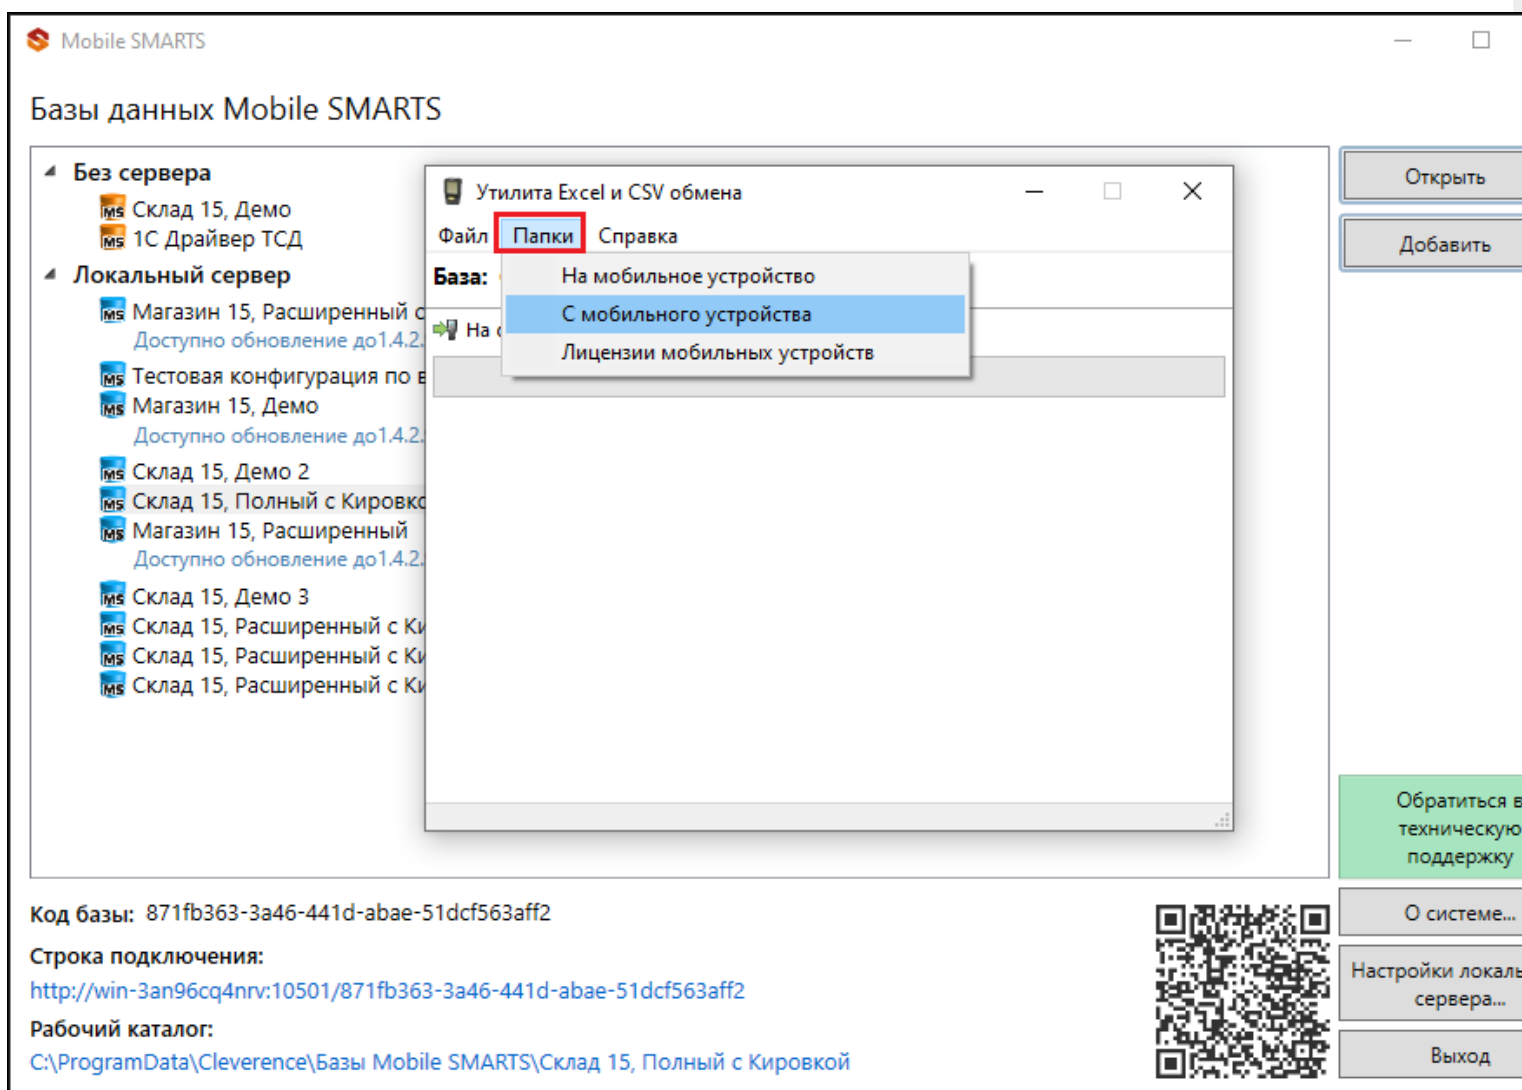 Mobile SMARTS
Базы данных Mobile SMARTS
Без сервера
Склад 15, Демо
1С Драйвер ТСД
Локальный сервер
Магазин 15, Расширенный с
Доступно обновление до1.4.2.
Тестовая конфигурация по в
Магазин 15, Демо
Доступно обновление до1.4.2.
Склад 15, Демо 2
Склад 15, Полный с Кировко
Магазин 15, Расширенный
Доступно обновление до1.4.2.
Склад 15, Демо 3
Склад 15, Расширенный с Ки
Склад 15, Расширенный с Ки
Склад 15, Расширенный с Ки
Утилита Excel и CSV обмена
Файл Папки Справка
База:
На мобильное устройство
С мобильного устройства
Лицензии мобильных устройств
На с
Открыть
Добавить
Обратиться в
техническую
поддержку
О системе...
Настройки локаль
сервера...
Выход
Код базы: 871fb363-3a46-441d-abae-51dcf563aff2
Строка подключения:
http://win-3an96cq4nrv:10501/871fb363-3a46-441d-abae-51dcf563aff2
Рабочий каталог:
C:\ProgramData\Cleverence\Базы Mobile SMARTS\Склад 15, Полный с Кировкой